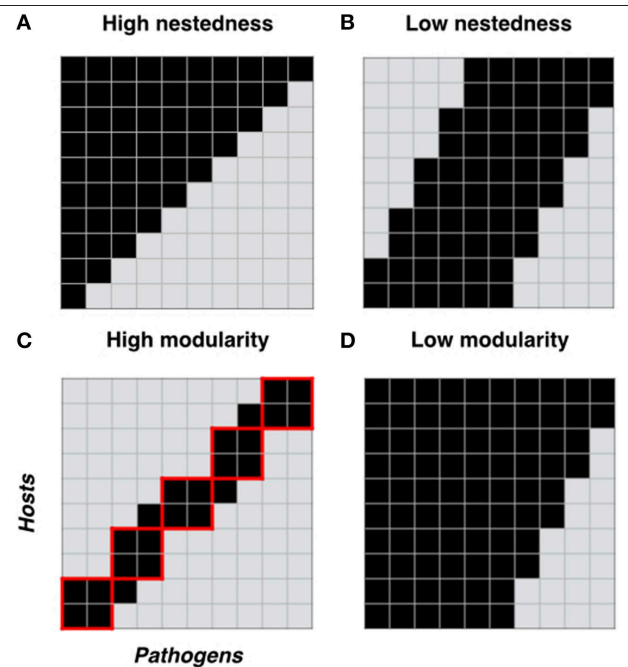 A High nestedness
B Low nestedness
C High modularity
D Low modularity
Hosts
Pathogens